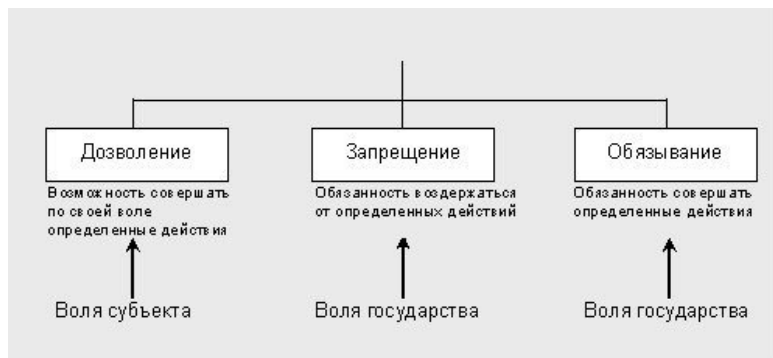 Дозволение
Запрещение
Обязывание
Возможность совершать
по своей воле
определенные действия
Обязанность воздержаться
от определенных действий
Обязанность совершать
определенные действия
Воля субъекта
Воля государства
Воля государства